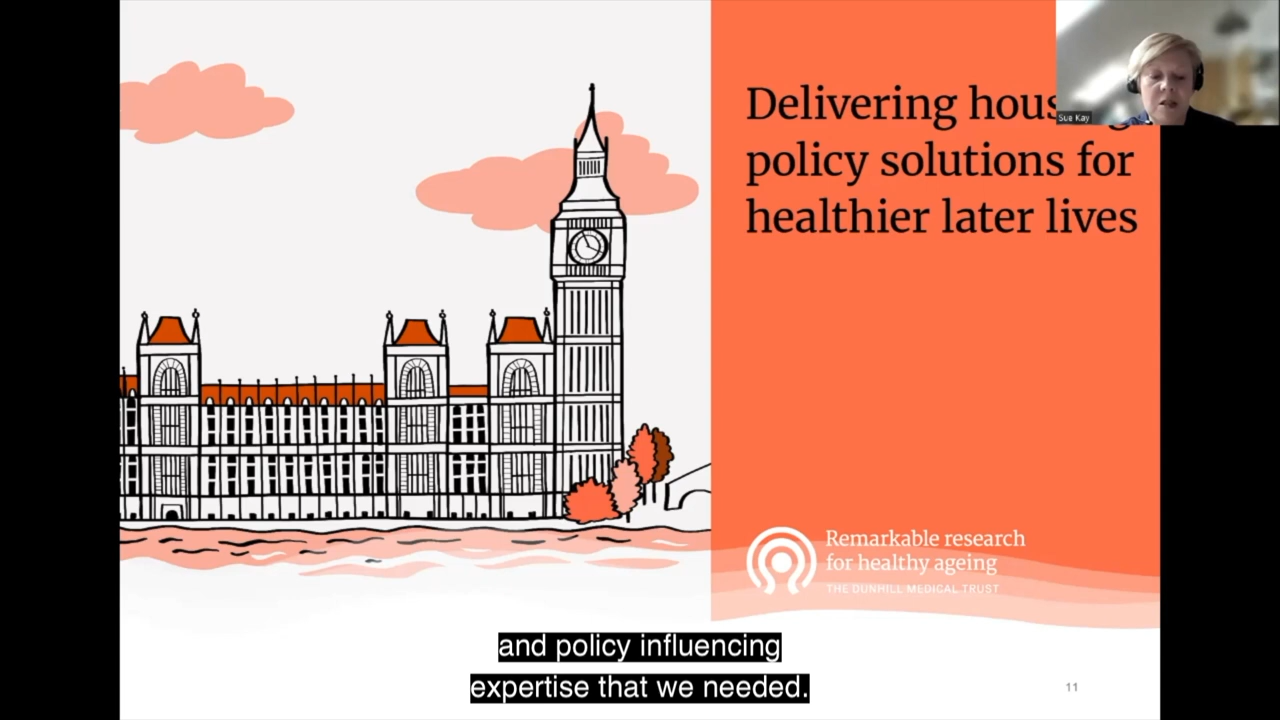 Delivering hous g
policy solutions for
healthier later lives
Sue Kay
Remarkable research
for healthy ageing
THE DUNHILL MEDICAL TRUST
and policy influencing
expertise that we needed.
11